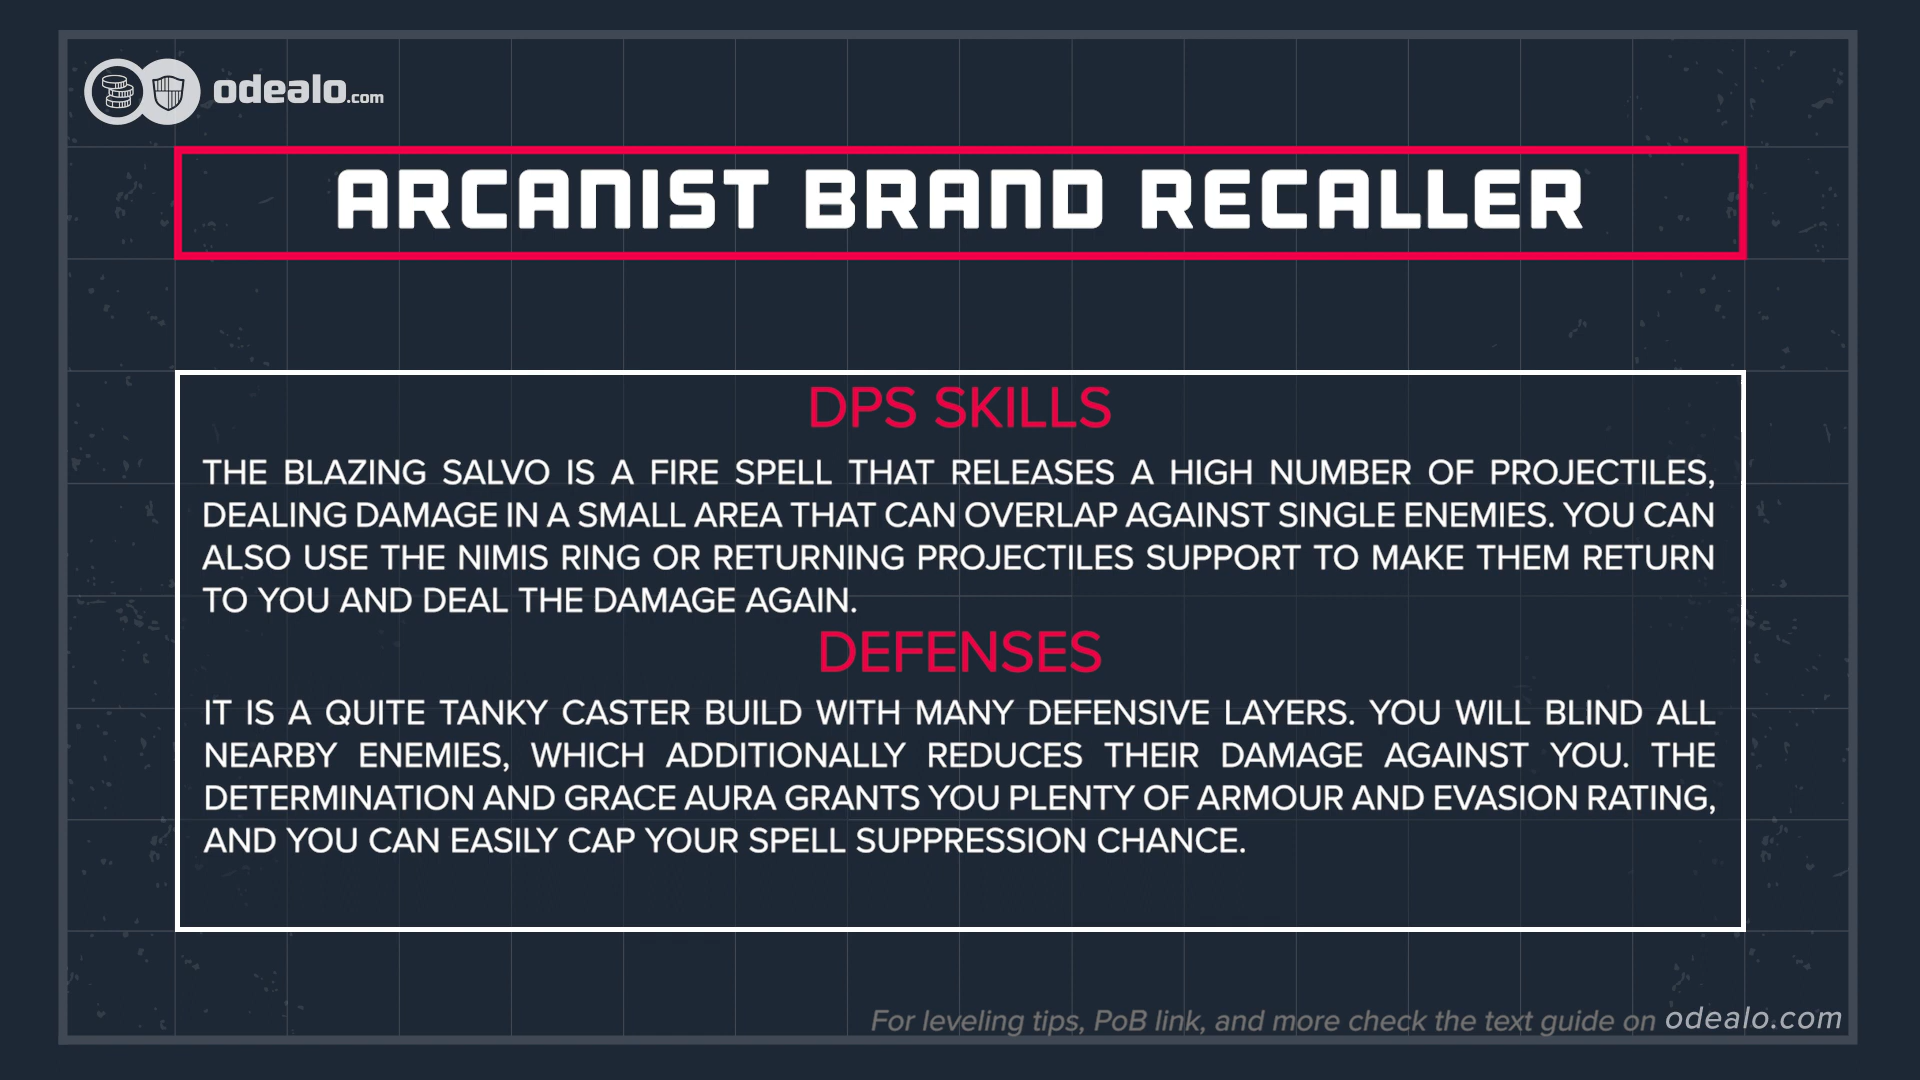 odealo.com
ARCANIST BRAND RECALLER
DPS SKILLS
THE BLAZING SALVO IS A FIRE SPELL THAT RELEASES A HIGH NUMBER OF PROJECTILES,
DEALING DAMAGE IN A SMALL AREA THAT CAN OVERLAP AGAINST SINGLE ENEMIES. YOU CAN
ALSO USE THE NIMIS RING OR RETURNING PROJECTILES SUPPORT TO MAKE THEM RETURN
TO YOU AND DEAL THE DAMAGE AGAIN.
DEFENSES
IT IS A QUITE TANKY CASTER BUILD WITH MANY DEFENSIVE LAYERS. YOU WILL BLIND ALL
NEARBY ENEMIES, WHICH ADDITIONALLY REDUCES THEIR DAMAGE AGAINST YOU. THE
DETERMINATION AND GRACE AURA GRANTS YOU PLENTY OF ARMOUR AND EVASION RATING,
AND YOU CAN EASILY CAP YOUR SPELL SUPPRESSION CHANCE.
For leveling tips, PoB link, and more check the text guide on odealo.com